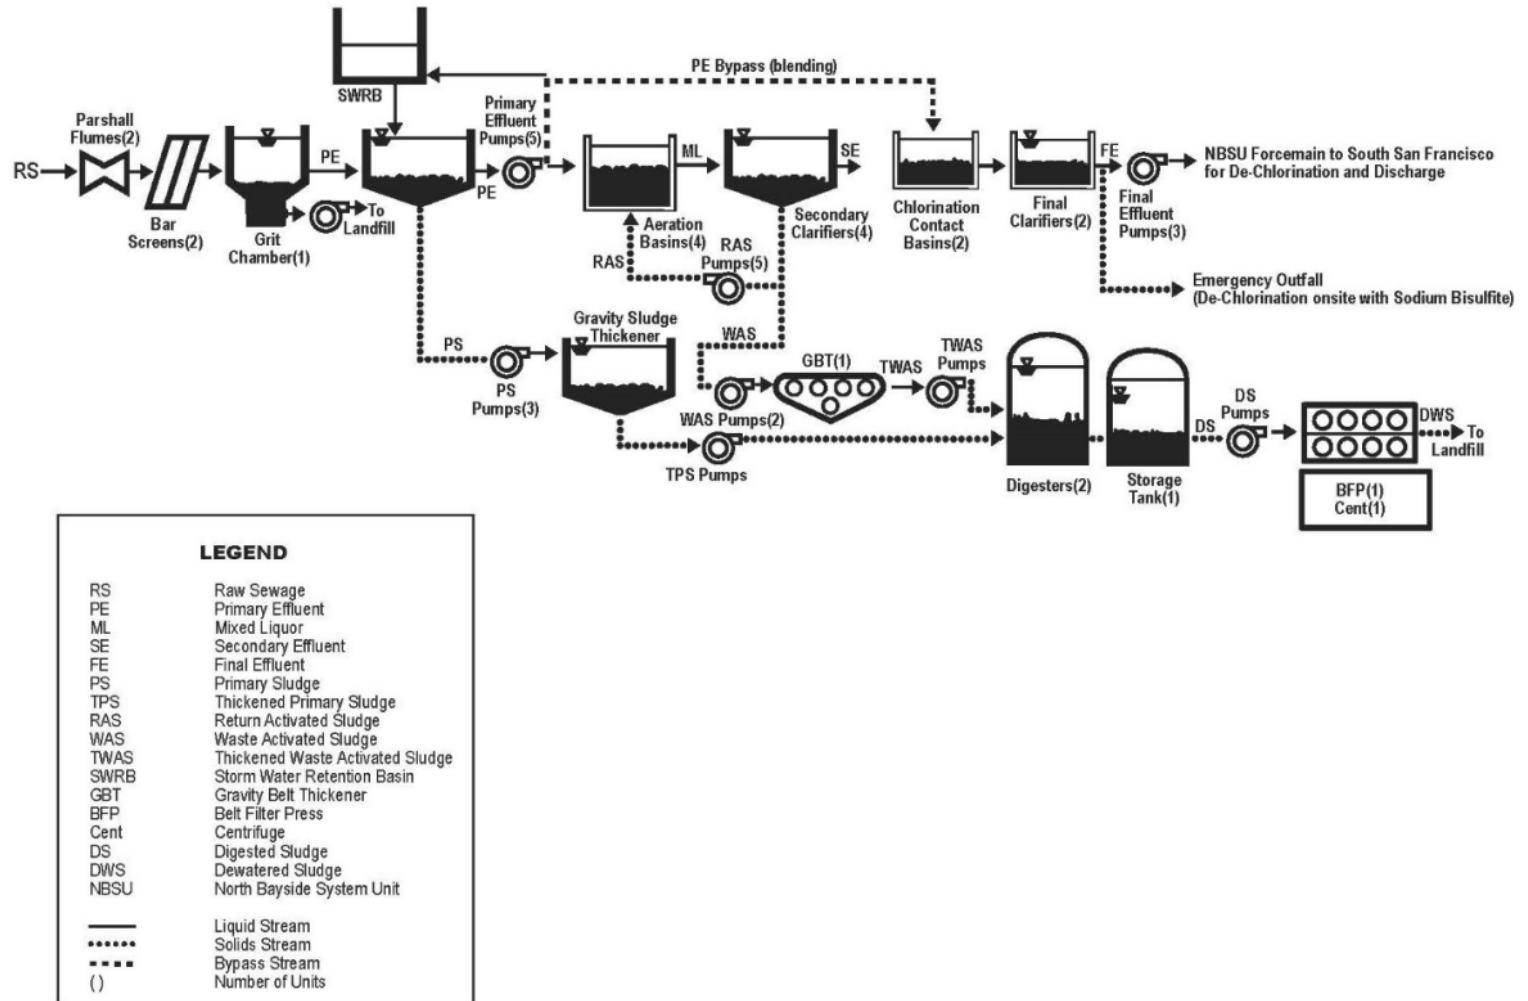 PE Bypass (blending)
SWRB
Primary
Effluent
Pumps(5)
Parshall
Flumes(2)
RS
PE
PE
ML
SE
FE
NBSU Forcemain to South San Francisco
for De-Chlorination and Discharge
Bar
Screens(2)
Grit
Chamber(1)
To
Landfill
Aeration
Basins(4)
Secondary
Clarifiers(4)
Chlorination
Contact
Basins(2)
Final
Clarifiers(2)
Final
Effluent
Pumps(3)
RAS
RAS
Pumps(5)
Emergency Outfall
(De-Chlorination onsite with Sodium Bisulfite)
Gravity Sludge
Thickener
PS
PS
Pumps(3)
WAS
WAS Pumps(2)
GBT(1)
TWAS
TWAS
Pumps
TPS Pumps
Digesters(2)
Storage
Tank(1)
DS
DS
Pumps
DWS
To
Landfill
BFP(1)
Cent(1)
LEGEND
RS Raw Sewage
PE Primary Effluent
ML Mixed Liquor
SE Secondary Effluent
FE Final Effluent
PS Primary Sludge
TPS Thickened Primary Sludge
RAS Return Activated Sludge
WAS Waste Activated Sludge
TWAS Thickened Waste Activated Sludge
SWRB Storm Water Retention Basin
GBT Gravity Belt Thickener
BFP Belt Filter Press
Cent Centrifuge
DS Digested Sludge
DWS Dewatered Sludge
NBSU North Bayside System Unit
Liquid Stream
Solids Stream
Bypass Stream
( ) Number of Units